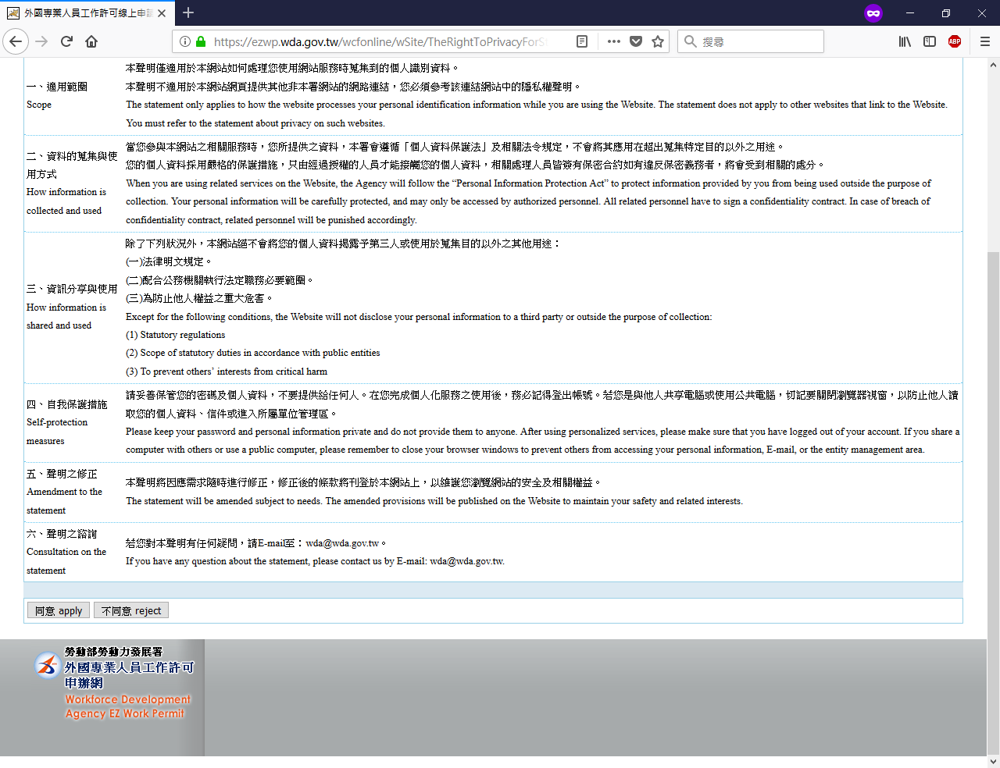 外國專業人員工作許可線上申請
https://ezwp.wda.gov.tw/wcfonline/wSite/TheRightToPrivacyForSt
搜尋
ABP
本聲明僅適用於本網站如何處理您使用網站服務時蒐集到的個人識別資料。
一、適用範圍
Scope
本聲明不適用於本網站網頁提供其他非本署網站的網路連結，您必須參考該連結網站中的隱私權聲明。
The statement only applies to how the website processes your personal identification information while you are using the Website. The statement does not apply to other websites that link to the Website.
You must refer to the statement about privacy on such websites.
二、資料的蒐集與使
用方式
How information is
collected and used
當您參與本網站之相關服務時，您所提供之資料，本署會遵循「個人資料保護法」及相關法令規定，不會將其應用在超出蒐集特定目的以外之用途。
您的個人資料採用嚴格的保護措施，只由經過授權的人員才能接觸您的個人資料，相關處理人員皆簽有保密合約如有違反保密義務者，將會受到相關的處分。
When you are using related services on the Website, the Agency will follow the “Personal Information Protection Act” to protect information provided by you from being used outside the purpose of
collection. Your personal information will be carefully protected, and may only be accessed by authorized personnel. All related personnel have to sign a confidentiality contract. In case of breach of
confidentiality contract, related personnel will be punished accordingly.
三、資訊分享與使用
How information is
shared and used
除了下列狀況外，本網站絕不會將您的個人資料揭露予第三人或使用於蒐集目的以外之其他用途：
(一)法律明文規定。
(二)配合公務機關執行法定職務必要範圍。
(三)為防止他人權益之重大危害。
Except for the following conditions, the Website will not disclose your personal information to a third party or outside the purpose of collection:
(1) Statutory regulations
(2) Scope of statutory duties in accordance with public entities
(3) To prevent others’ interests from critical harm
四、自我保護措施
Self-protection
measures
請妥善保管您的密碼及個人資料，不要提供給任何人。在您完成個人化服務之使用後，務必記得登出帳號。若您是與他人共享電腦或使用公共電腦，切記要關閉瀏覽器視窗，以防止他人讀
取您的個人資料、信件或進入所屬單位管理區。
Please keep your password and personal information private and do not provide them to anyone. After using personalized services, please make sure that you have logged out of your account. If you share a
computer with others or use a public computer, please remember to close your browser windows to prevent others from accessing your personal information, E-mail, or the entity management area.
五、聲明之修正
Amendment to the
statement
本聲明將因應需求隨時進行修正，修正後的條款將刊登於本網站上，以維護您瀏覽網站的安全及相關權益。
The statement will be amended subject to needs. The amended provisions will be published on the Website to maintain your safety and related interests.
六、聲明之諮詢
Consultation on the
statement
若您對本聲明有任何疑問，請E-mail至：wda@wda.gov.tw。
If you have any question about the statement, please contact us by E-mail: wda@wda.gov.tw.
同意 apply
不同意 reject
勞動部勞動力發展署
外國專業人員工作許可
申辦網
Workforce Development
Agency EZ Work Permit